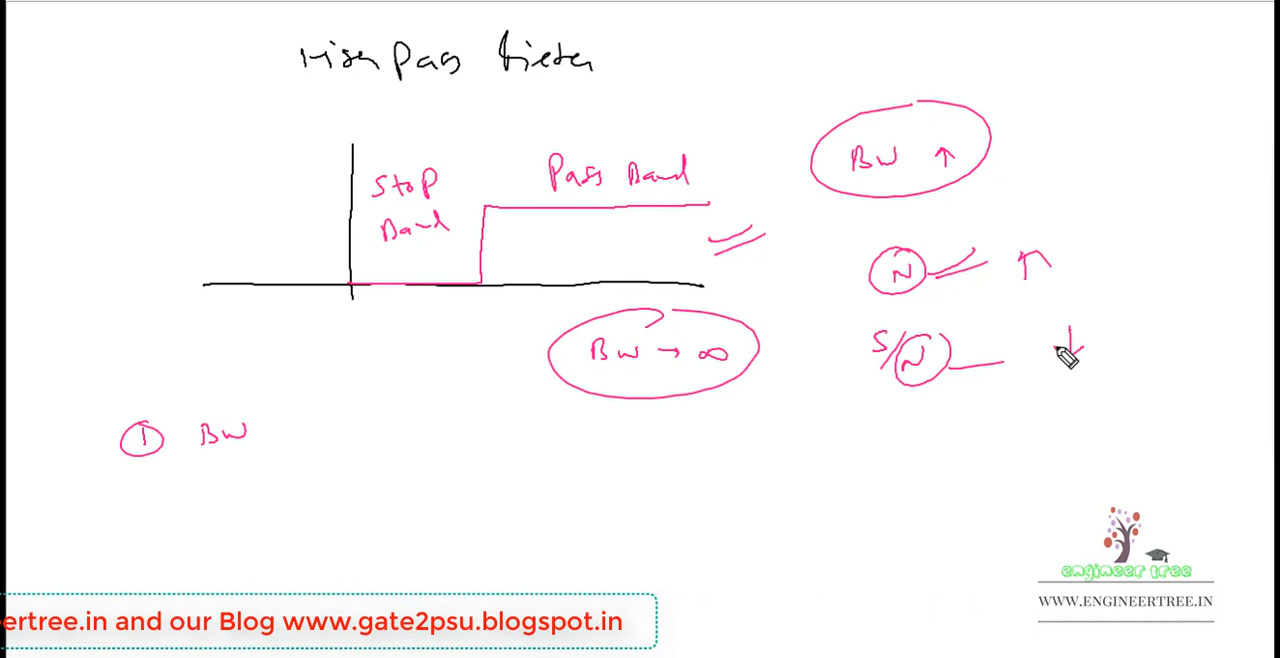 High Pass Filter
Stop
Band
Pass Band
BW ↑
N ↑
S/N ↓
BW → ∞
① BW
engineer tree
WWW.ENGINEERTREE.IN
eertree.in and our Blog www.gate2psu.blogspot.in